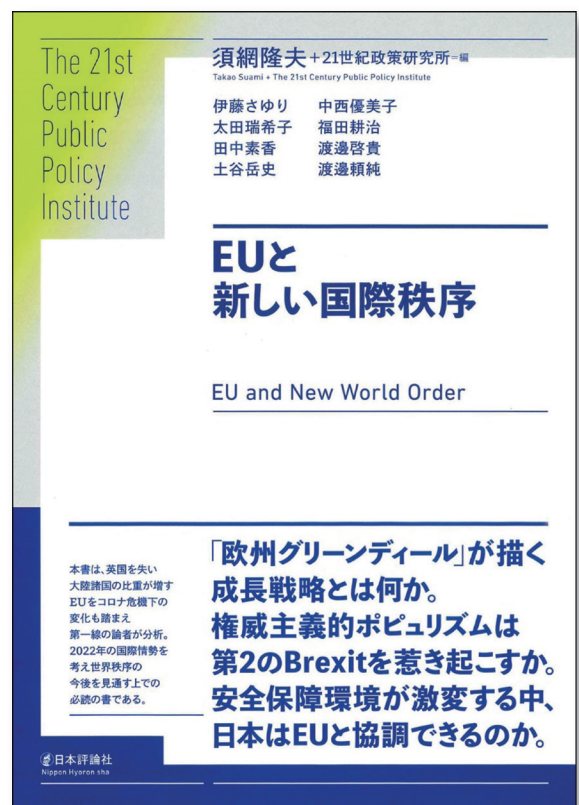 The 21st
Century
Public
Policy
Institute
須網隆夫+21世紀政策研究所=編
Takao Suami + The 21st Century Public Policy Institute
伊藤さゆり 中西優美子
太田瑞希子 福田耕治
田中素香 渡邊啓貴
土谷岳史 渡邊頼純
EUと
新しい国際秩序
EU and New World Order
「欧州グリーンディール」が描く
成長戦略とは何か。
権威主義的ポピュリズムは
第2のBrexitを惹き起こすか。
安全保障環境が激変する中、
日本はEUと協調できるのか。
本書は、英国を失い
大陸諸国の比重が増す
EUをコロナ危機下の
変化も踏まえ
第一線の論者が分析。
2022年の国際情勢を
考え世界秩序の
今後を見通す上での
必読の書である。
日本評論社
Nippon Hyoron sha